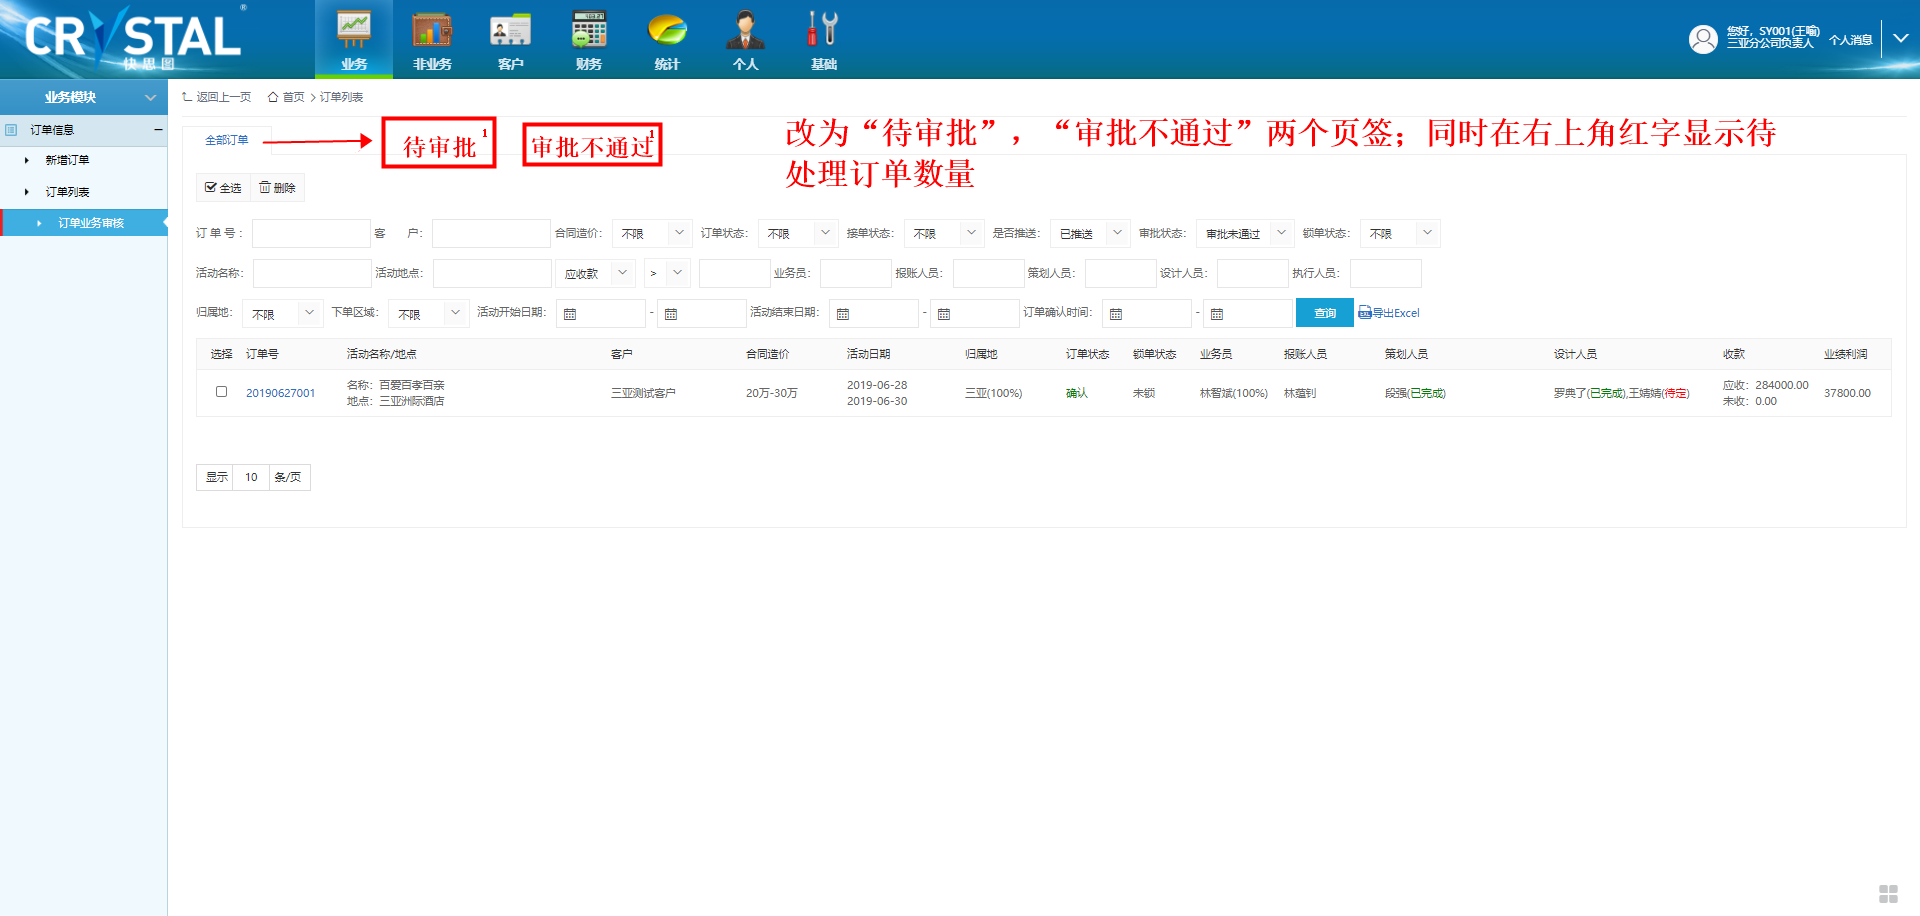 CRYSTAL ®
快思图
业务 非业务 客户 财务 统计 个人 基础
您好，SY001(王喻)
三亚分公司负责人
个人消息
业务模块
订单信息
新增订单
订单列表
订单业务审核
返回上一页 首页 > 订单列表
全部订单
待审批 1
审批不通过 1
改为“待审批”，“审批不通过”两个页签；同时在右上角红字显示待
处理订单数量
全选 删除
订 单 号： 客 户： 合同造价： 不限 订单状态： 不限 接单状态： 不限 是否推送： 已推送 审批状态： 审批未通过 锁单状态： 不限
活动名称： 活动地点： 应收款 > 业务员： 报账人员： 策划人员： 设计人员： 执行人员：
归属地： 不限 下单区域： 不限 活动开始日期： - 活动结束日期： - 订单确认时间： - 查询 导出Excel
选择 订单号 活动名称/地点 客户 合同造价 活动日期 归属地 订单状态 锁单状态 业务员 报账人员 策划人员 设计人员 收款 业绩利润
20190627001 名称：百爱百孝百亲 三亚测试客户 20万-30万 2019-06-28 三亚(100%) 确认 未锁 林智斌(100%) 林蕴钊 段强(已完成) 罗典了(已完成),王婧婧(待定) 应收：284000.00 37800.00
地点：三亚洲际酒店 2019-06-30 未收：0.00
显示 10 条/页